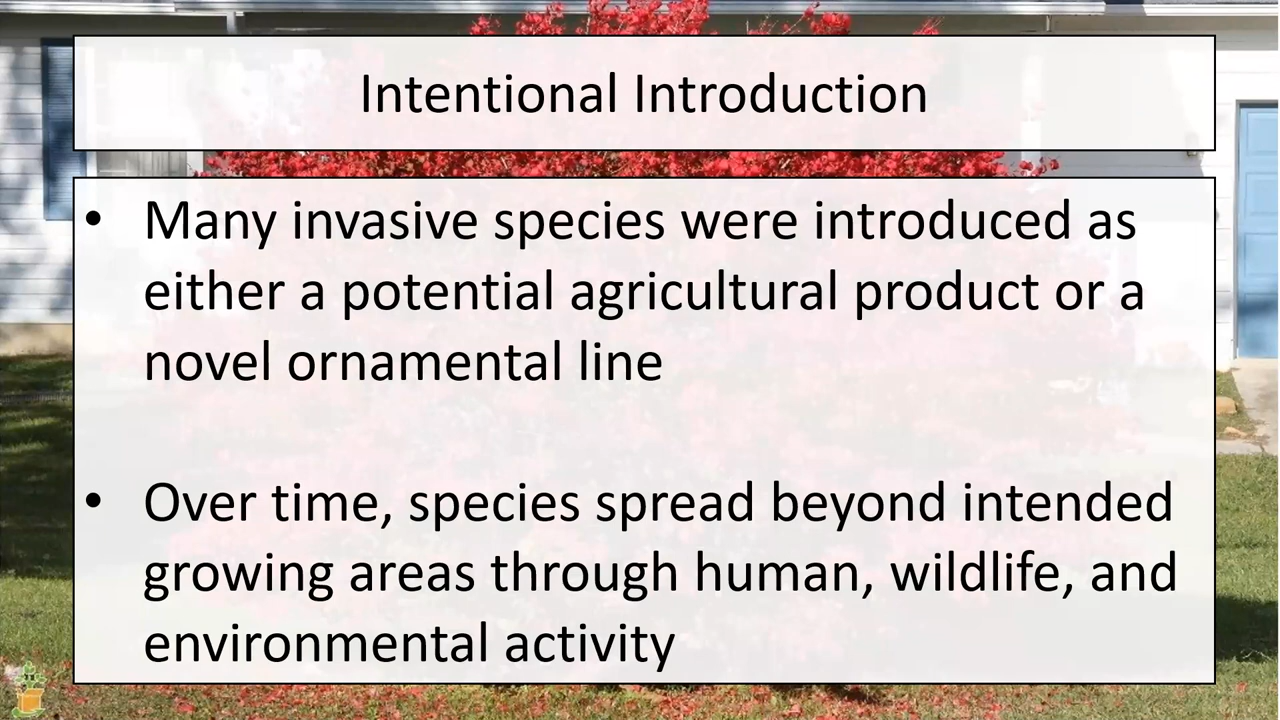 Intentional Introduction
• Many invasive species were introduced as
either a potential agricultural product or a
novel ornamental line
• Over time, species spread beyond intended
growing areas through human, wildlife, and
environmental activity